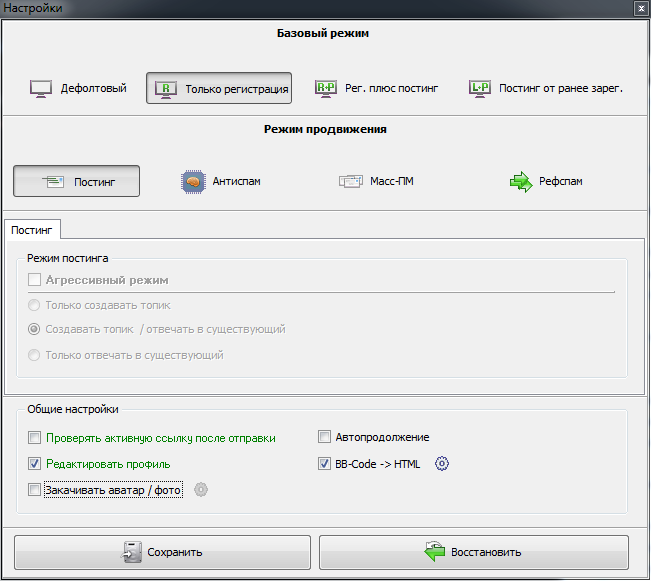 Настройки
Базовый режим
Дефолтовый
R Только регистрация
R+P Рег. плюс постинг
L+P Постинг от ранее зарег.
Режим продвижения
Постинг
Антиспам
Масс-ПМ
Рефспам
Постинг
Режим постинга
Агрессивный режим
Только создавать топик
Создавать топик / отвечать в существующий
Только отвечать в существующий
Общие настройки
Проверять активную ссылку после отправки
Автопродолжение
Редактировать профиль
BB-Code -> HTML
Закачивать аватар / фото
Сохранить
Восстановить